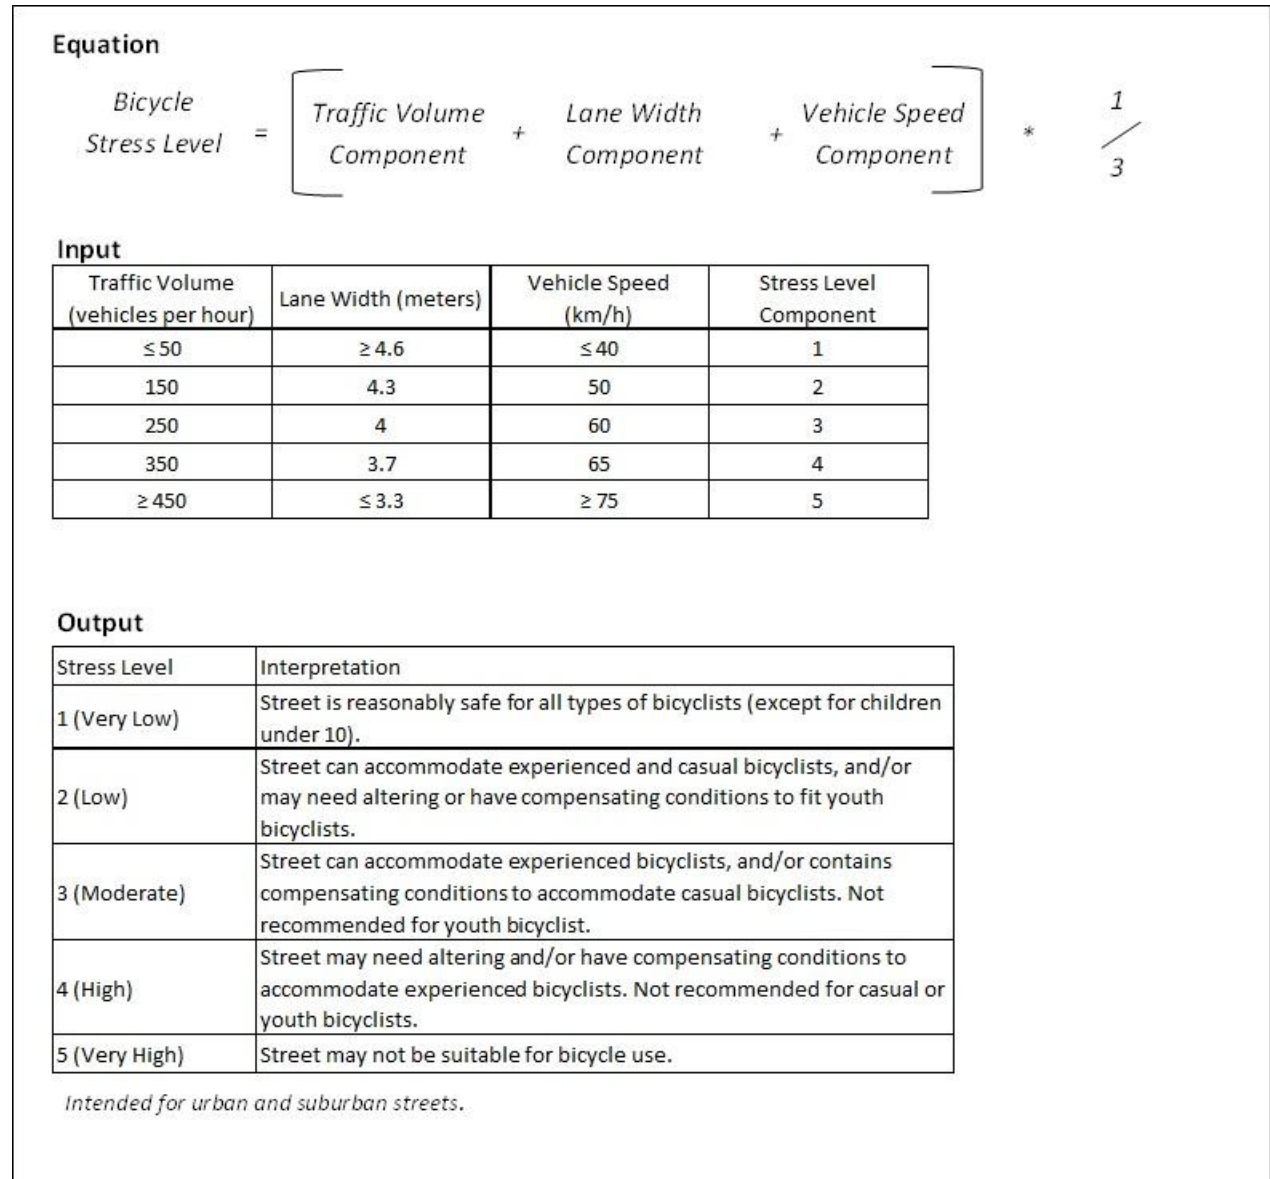 Equation
Bicycle Stress Level = [ Traffic Volume Component + Lane Width Component + Vehicle Speed Component ] * 1/3
Input
Traffic Volume (vehicles per hour) Lane Width (meters) Vehicle Speed (km/h) Stress Level Component
≤ 50 ≥ 4.6 ≤ 40 1
150 4.3 50 2
250 4 60 3
350 3.7 65 4
≥ 450 ≤ 3.3 ≥ 75 5
Output
Stress Level Interpretation
1 (Very Low) Street is reasonably safe for all types of bicyclists (except for children
under 10).
2 (Low) Street can accommodate experienced and casual bicyclists, and/or
may need altering or have compensating conditions to fit youth
bicyclists.
3 (Moderate) Street can accommodate experienced bicyclists, and/or contains
compensating conditions to accommodate casual bicyclists. Not
recommended for youth bicyclist.
4 (High) Street may need altering and/or have compensating conditions to
accommodate experienced bicyclists. Not recommended for casual or
youth bicyclists.
5 (Very High) Street may not be suitable for bicycle use.
Intended for urban and suburban streets.